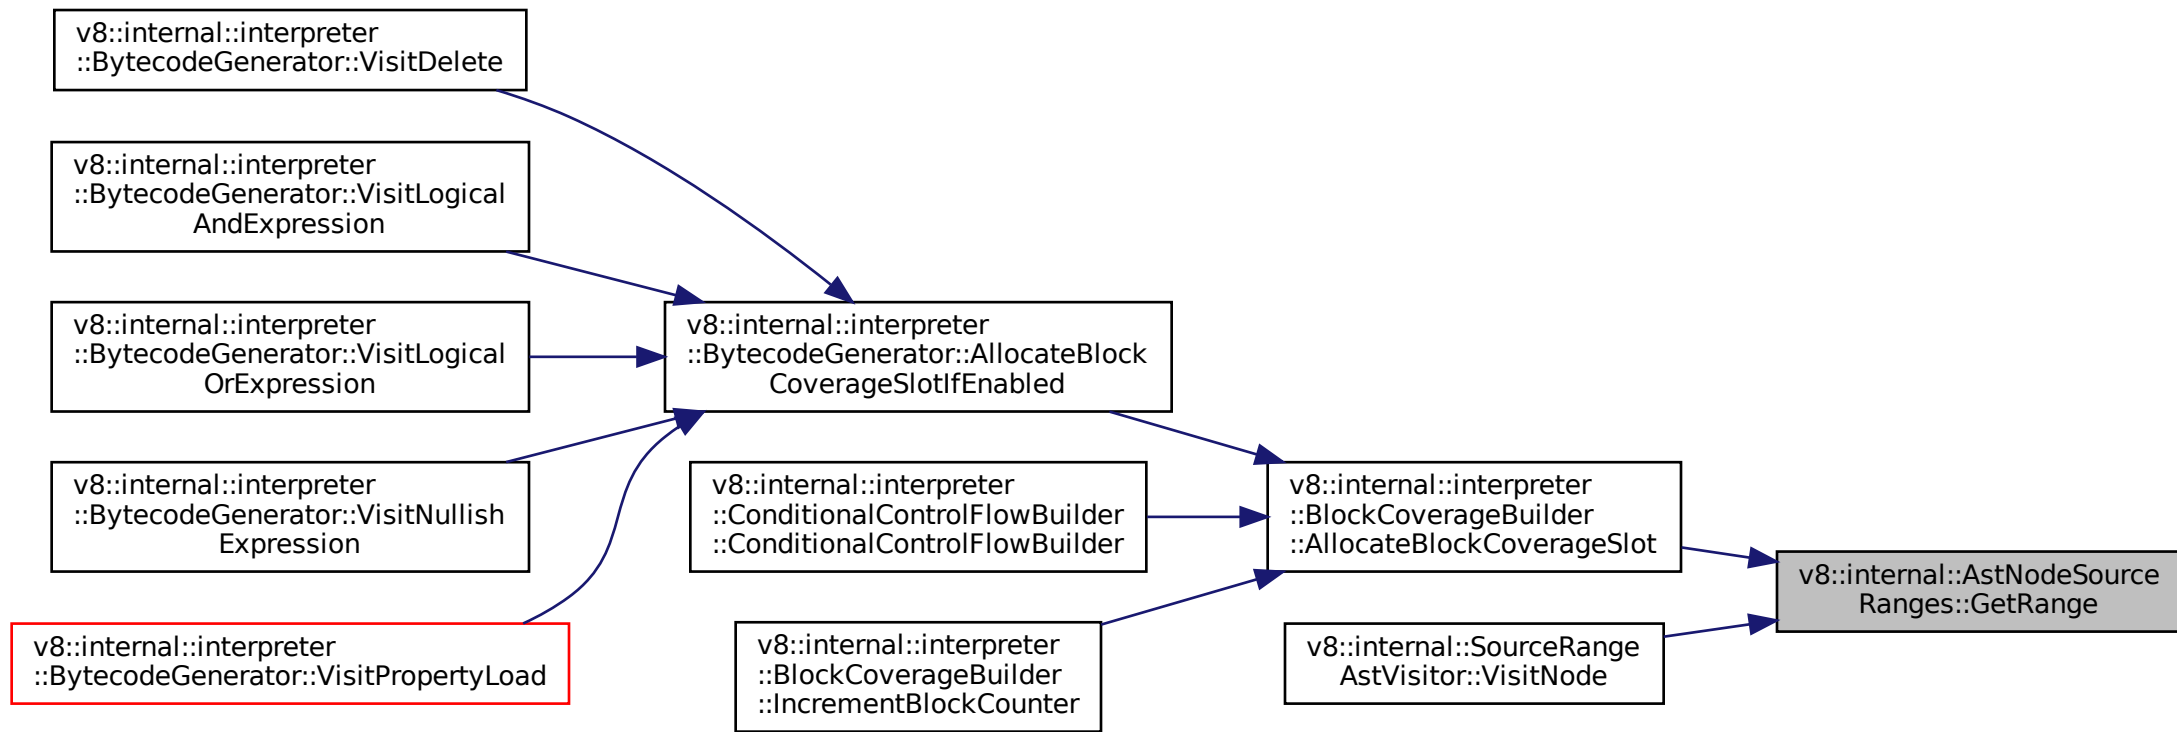 v8::internal::interpreter
::BytecodeGenerator::VisitDelete
v8::internal::interpreter
::BytecodeGenerator::VisitLogical
AndExpression
v8::internal::interpreter
::BytecodeGenerator::VisitLogical
OrExpression
v8::internal::interpreter
::BytecodeGenerator::VisitNullish
Expression
v8::internal::interpreter
::BytecodeGenerator::VisitPropertyLoad
v8::internal::interpreter
::BytecodeGenerator::AllocateBlock
CoverageSlotIfEnabled
v8::internal::interpreter
::ConditionalControlFlowBuilder
::ConditionalControlFlowBuilder
v8::internal::interpreter
::BlockCoverageBuilder
::IncrementBlockCounter
v8::internal::interpreter
::BlockCoverageBuilder
::AllocateBlockCoverageSlot
v8::internal::SourceRange
AstVisitor::VisitNode
v8::internal::AstNodeSource
Ranges::GetRange